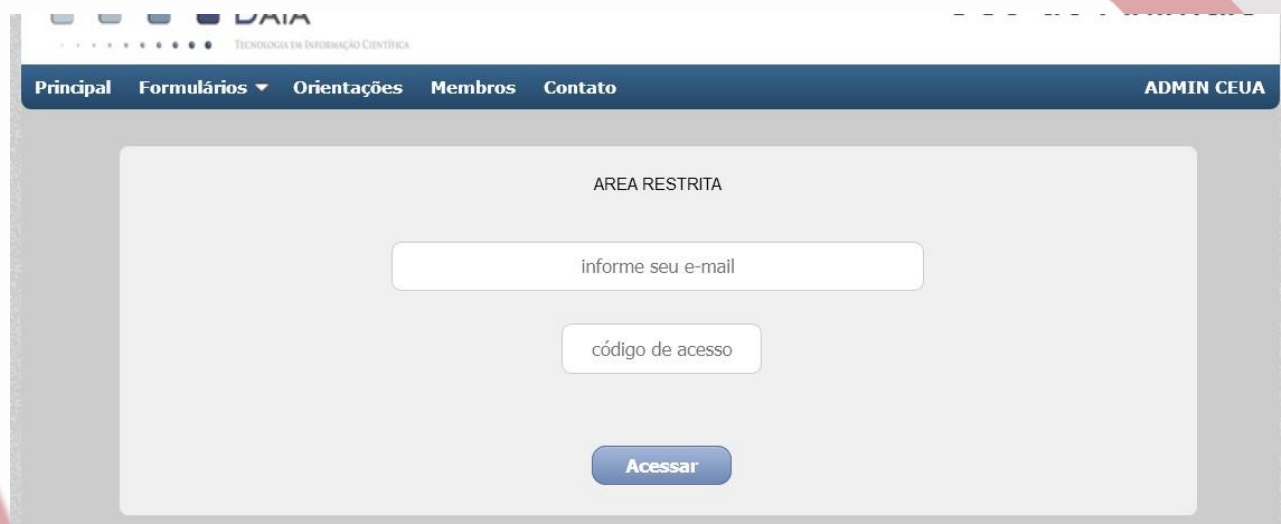 DATA
TECNOLOGIA EM INFORMAÇÃO CIENTÍFICA
Principal Formulários Orientações Membros Contato ADMIN CEUA
AREA RESTRITA
informe seu e-mail
código de acesso
Acessar